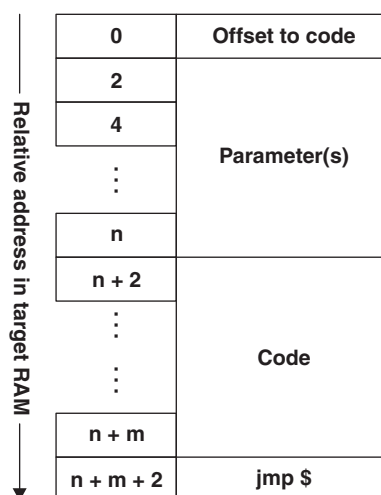 0 Offset to code
2
4
Parameter(s)
⋮
n
n + 2
⋮
Code
⋮
n + m
n + m + 2 jmp $
Relative address in target RAM